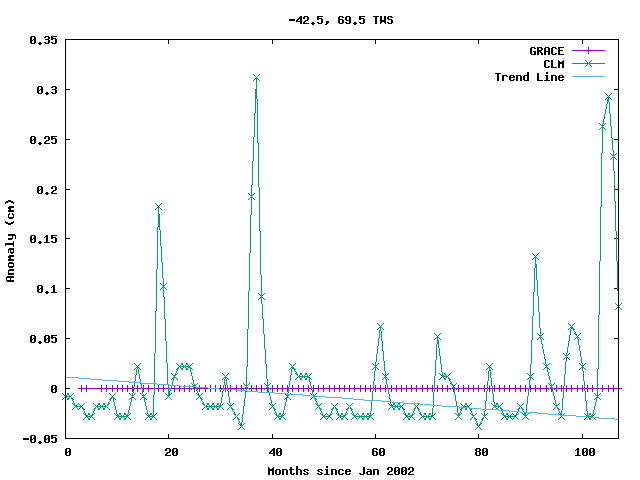 -42.5, 69.5 TWS
GRACE
CLM
Trend Line
0.35
0.3
0.25
0.2
0.15
0.1
0.05
0
-0.05
Anomaly (cm)
0 20 40 60 80 100
Months since Jan 2002